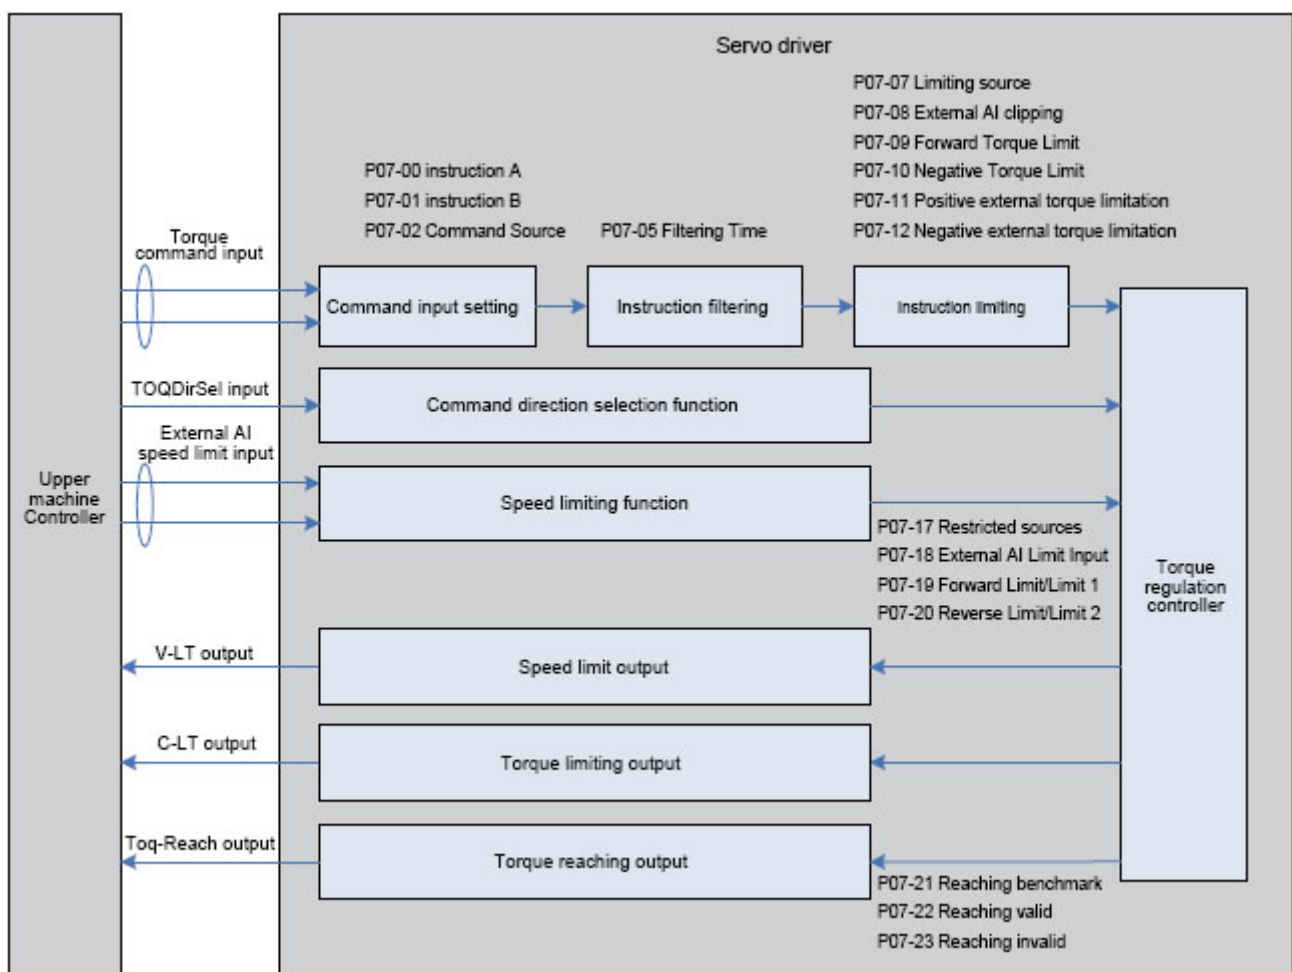 Servo driver
P07-07 Limiting source
P07-08 External AI clipping
P07-09 Forward Torque Limit
P07-10 Negative Torque Limit
P07-11 Positive external torque limitation
P07-12 Negative external torque limitation
P07-00 instruction A
P07-01 instruction B
P07-02 Command Source
P07-05 Filtering Time
Torque
command input
Command input setting
Instruction filtering
Instruction limiting
TOQDirSel input
Command direction selection function
External AI
speed limit input
Upper
machine
Controller
Speed limiting function
P07-17 Restricted sources
P07-18 External AI Limit Input
P07-19 Forward Limit/Limit 1
P07-20 Reverse Limit/Limit 2
Torque
regulation
controller
V-LT output
Speed limit output
C-LT output
Torque limiting output
Toq-Reach output
Torque reaching output
P07-21 Reaching benchmark
P07-22 Reaching valid
P07-23 Reaching invalid